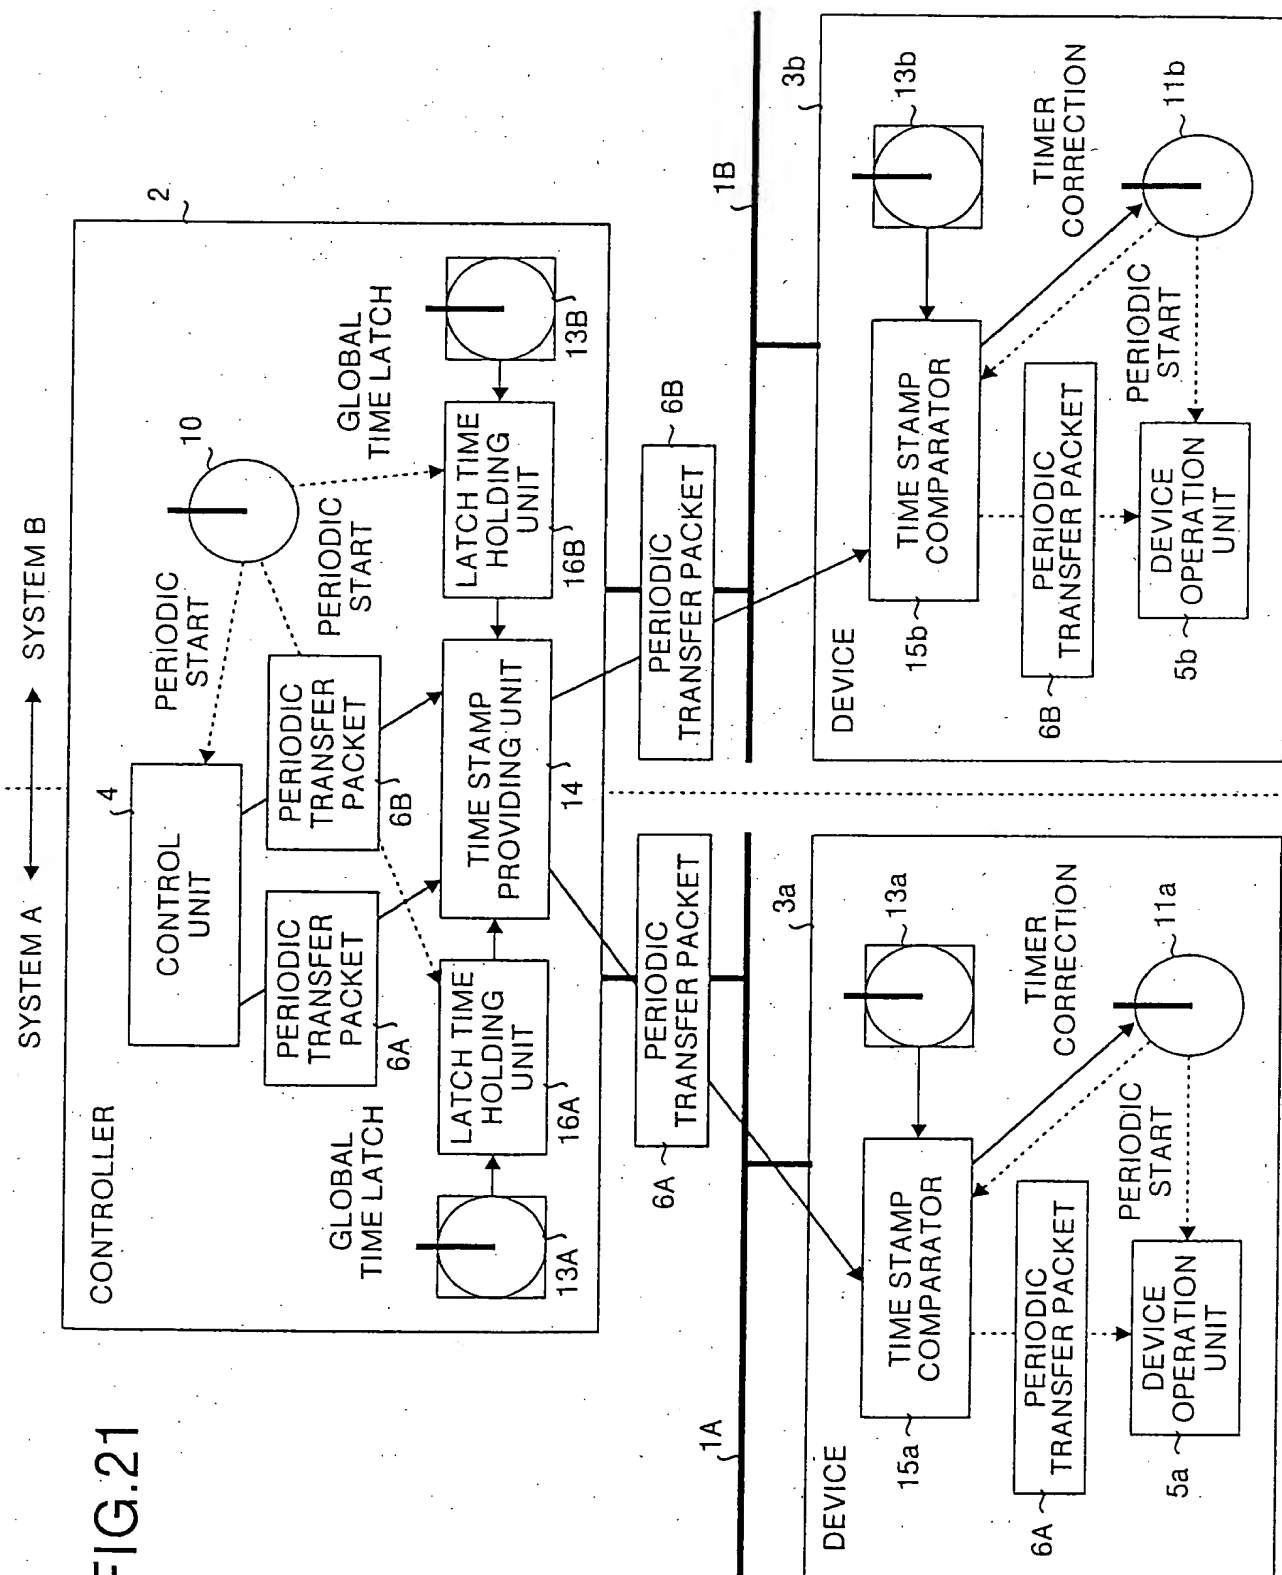 FIG.21
SYSTEM A
SYSTEM B
CONTROLLER
2
4
CONTROL
UNIT
PERIODIC
START
10
PERIODIC
TRANSFER
PACKET
6A
PERIODIC
TRANSFER
PACKET
6B
PERIODIC
START
GLOBAL
TIME LATCH
GLOBAL
TIME LATCH
13A
LATCH TIME
HOLDING
UNIT
16A
TIME STAMP
PROVIDING UNIT
14
LATCH TIME
HOLDING
UNIT
16B
13B
6A
PERIODIC
TRANSFER PACKET
PERIODIC
TRANSFER PACKET
6B
1A
1B
DEVICE
3a
15a
TIME STAMP
COMPARATOR
13a
TIMER
CORRECTION
6A
PERIODIC
TRANSFER PACKET
PERIODIC
START
11a
5a
DEVICE
OPERATION
UNIT
DEVICE
3b
15b
TIME STAMP
COMPARATOR
13b
TIMER
CORRECTION
6B
PERIODIC
TRANSFER PACKET
PERIODIC
START
11b
5b
DEVICE
OPERATION
UNIT